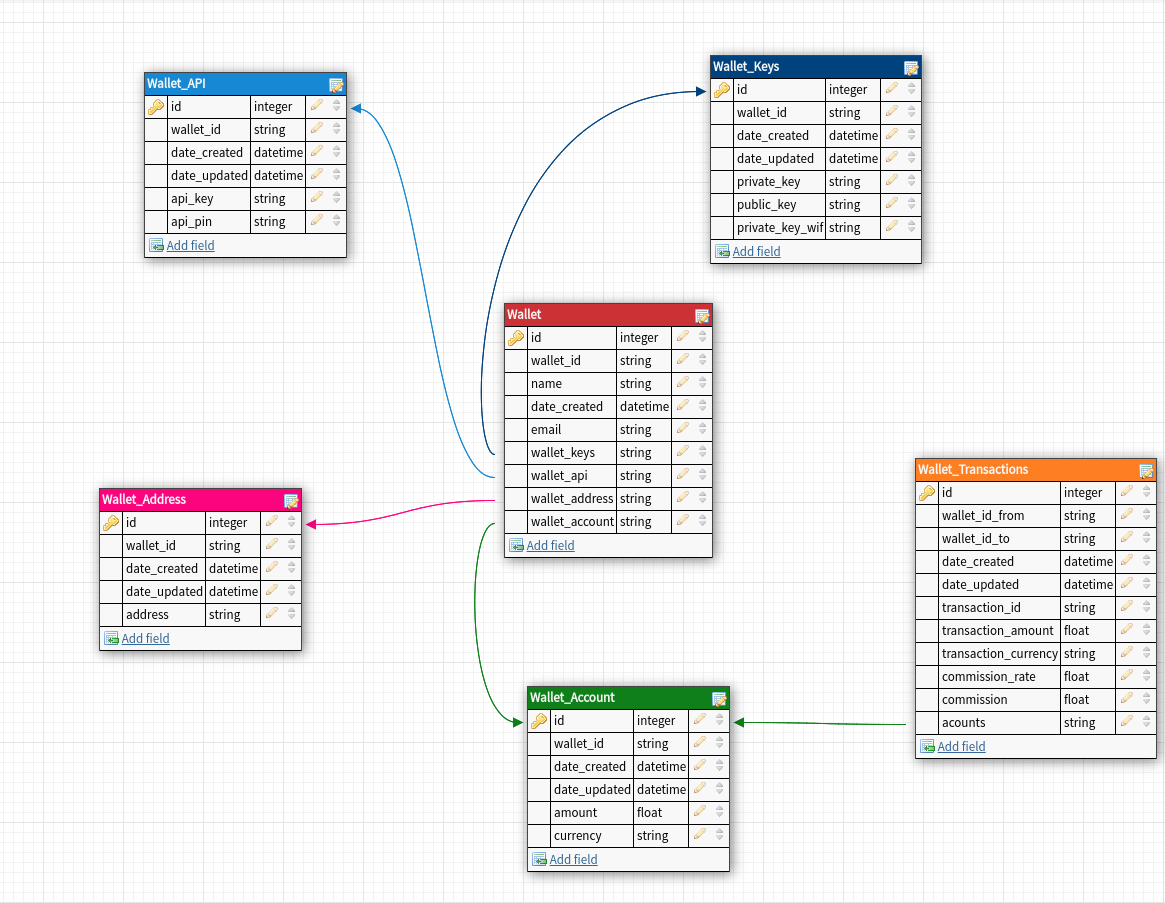 Wallet_API
id integer
wallet_id string
date_created datetime
date_updated datetime
api_key string
api_pin string
Add field
Wallet_Keys
id integer
wallet_id string
date_created datetime
date_updated datetime
private_key string
public_key string
private_key_wif string
Add field
Wallet
id integer
wallet_id string
name string
date_created datetime
email string
wallet_keys string
wallet_api string
wallet_address string
wallet_account string
Add field
Wallet_Address
id integer
wallet_id string
date_created datetime
date_updated datetime
address string
Add field
Wallet_Transactions
id integer
wallet_id_from string
wallet_id_to string
date_created datetime
date_updated datetime
transaction_id string
transaction_amount float
transaction_currency string
commission_rate float
commission float
acounts string
Add field
Wallet_Account
id integer
wallet_id string
date_created datetime
date_updated datetime
amount float
currency string
Add field